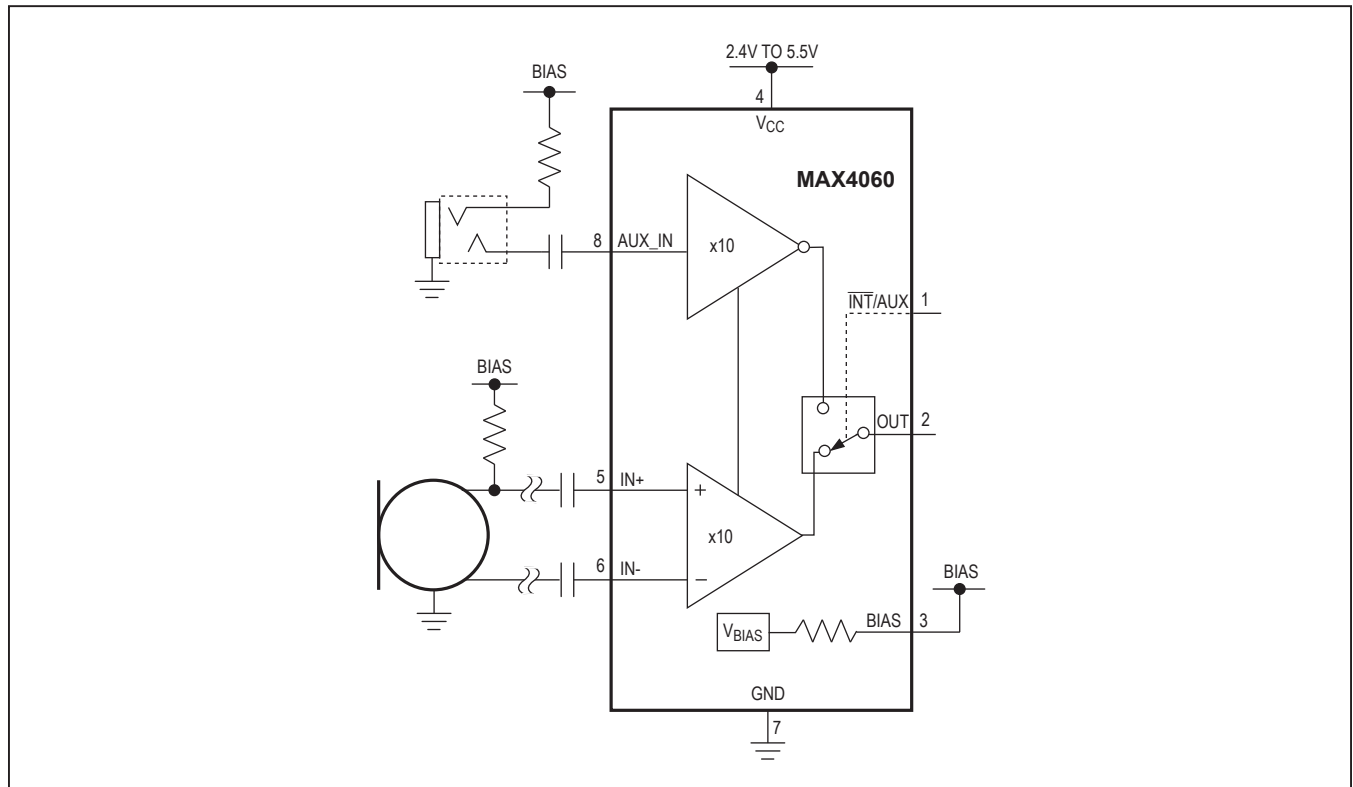 2.4V TO 5.5V
BIAS
4
VCC
MAX4060
8 AUX_IN
x10
I̅N̅T̅/AUX 1
BIAS
OUT 2
5 IN+
+
x10
6 IN-
−
BIAS
VBIAS
BIAS 3
GND
7